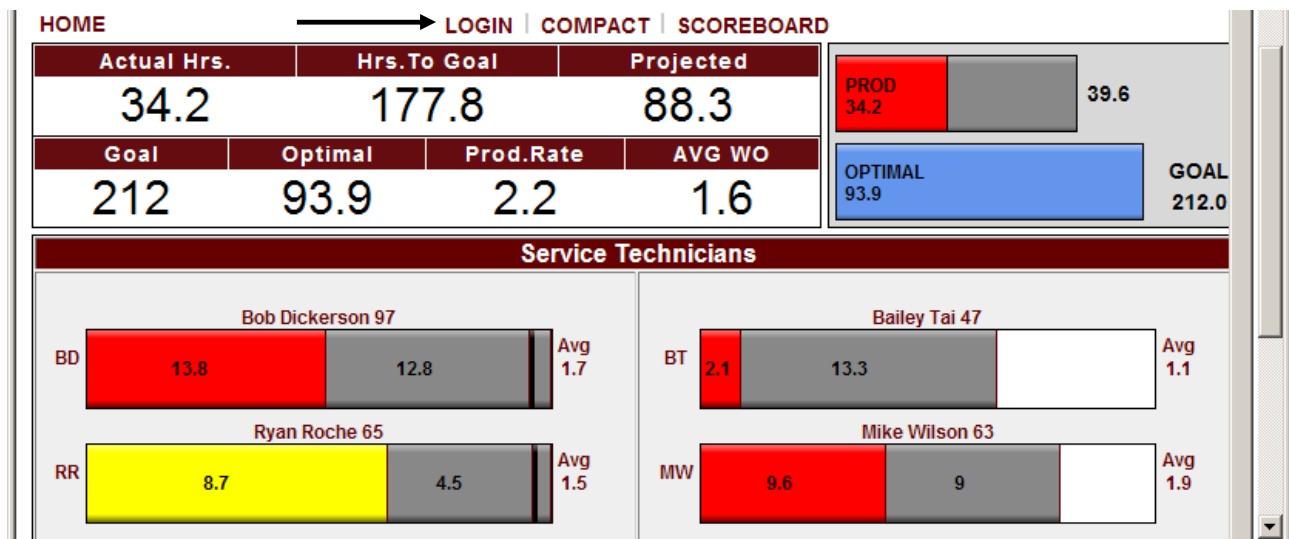 HOME LOGIN COMPACT SCOREBOARD
Actual Hrs. Hrs.To Goal Projected
34.2 177.8 88.3
Goal Optimal Prod.Rate AVG WO
212 93.9 2.2 1.6
PROD
34.2
39.6
OPTIMAL
93.9
GOAL
212.0
Service Technicians
Bob Dickerson 97
BD 13.8 12.8 Avg
1.7
Bailey Tai 47
BT 2.1 13.3 Avg
1.1
Ryan Roche 65
RR 8.7 4.5 Avg
1.5
Mike Wilson 63
MW 9.6 9 Avg
1.9